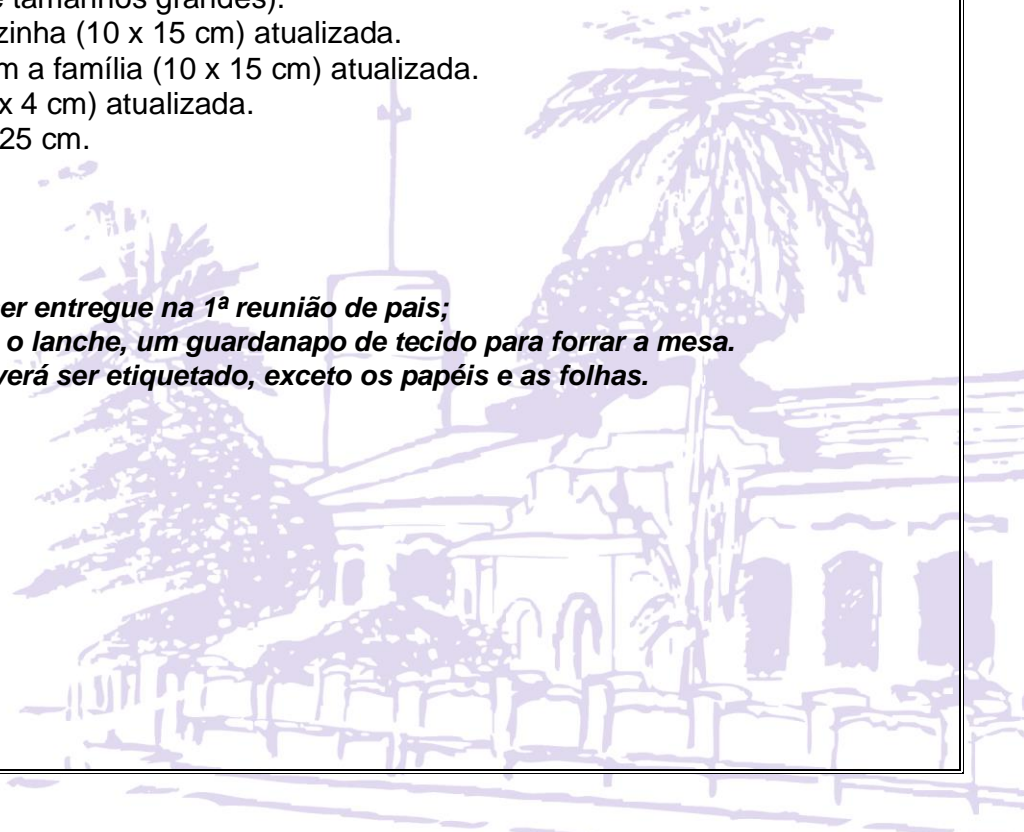 tamanhos grandes).
zinha (10 x 15 cm) atualizada.
m a família (10 x 15 cm) atualizada.
x 4 cm) atualizada.
25 cm.
er entregue na 1ª reunião de pais;
o lanche, um guardanapo de tecido para forrar a mesa.
verá ser etiquetado, exceto os papéis e as folhas.